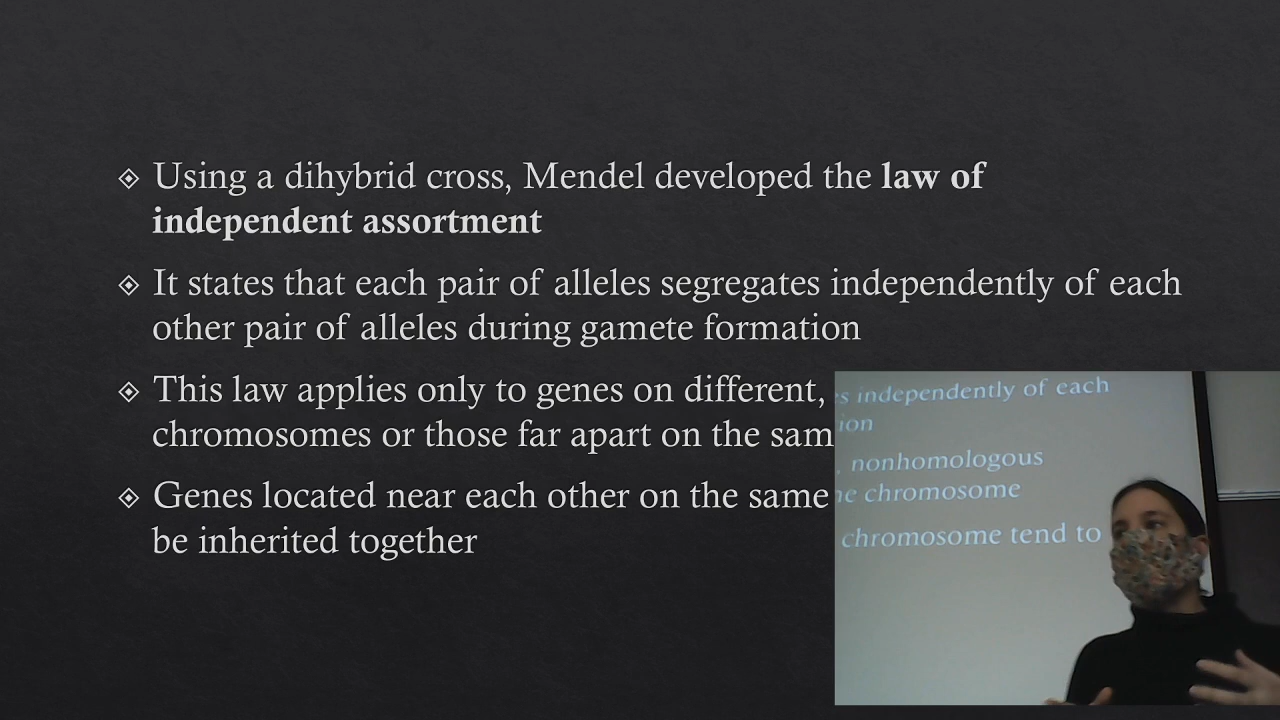 Using a dihybrid cross, Mendel developed the law of
independent assortment
It states that each pair of alleles segregates independently of each
other pair of alleles during gamete formation
This law applies only to genes on different,
chromosomes or those far apart on the sam
Genes located near each other on the same
be inherited together
s independently of each
ion
, nonhomologous
e chromosome
chromosome tend to